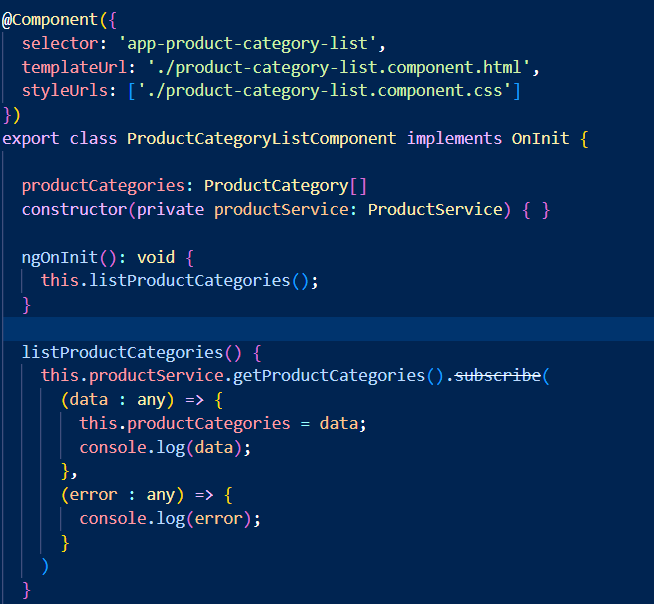 @Component({
  selector: 'app-product-category-list',
  templateUrl: './product-category-list.component.html',
  styleUrls: ['./product-category-list.component.css']
})
export class ProductCategoryListComponent implements OnInit {
  productCategories: ProductCategory[]
  constructor(private productService: ProductService) { }
  ngOnInit(): void {
    this.listProductCategories();
  }
  listProductCategories() {
    this.productService.getProductCategories().subscribe(
      (data : any) => {
        this.productCategories = data;
        console.log(data);
      },
      (error : any) => {
        console.log(error);
      }
    )
  }